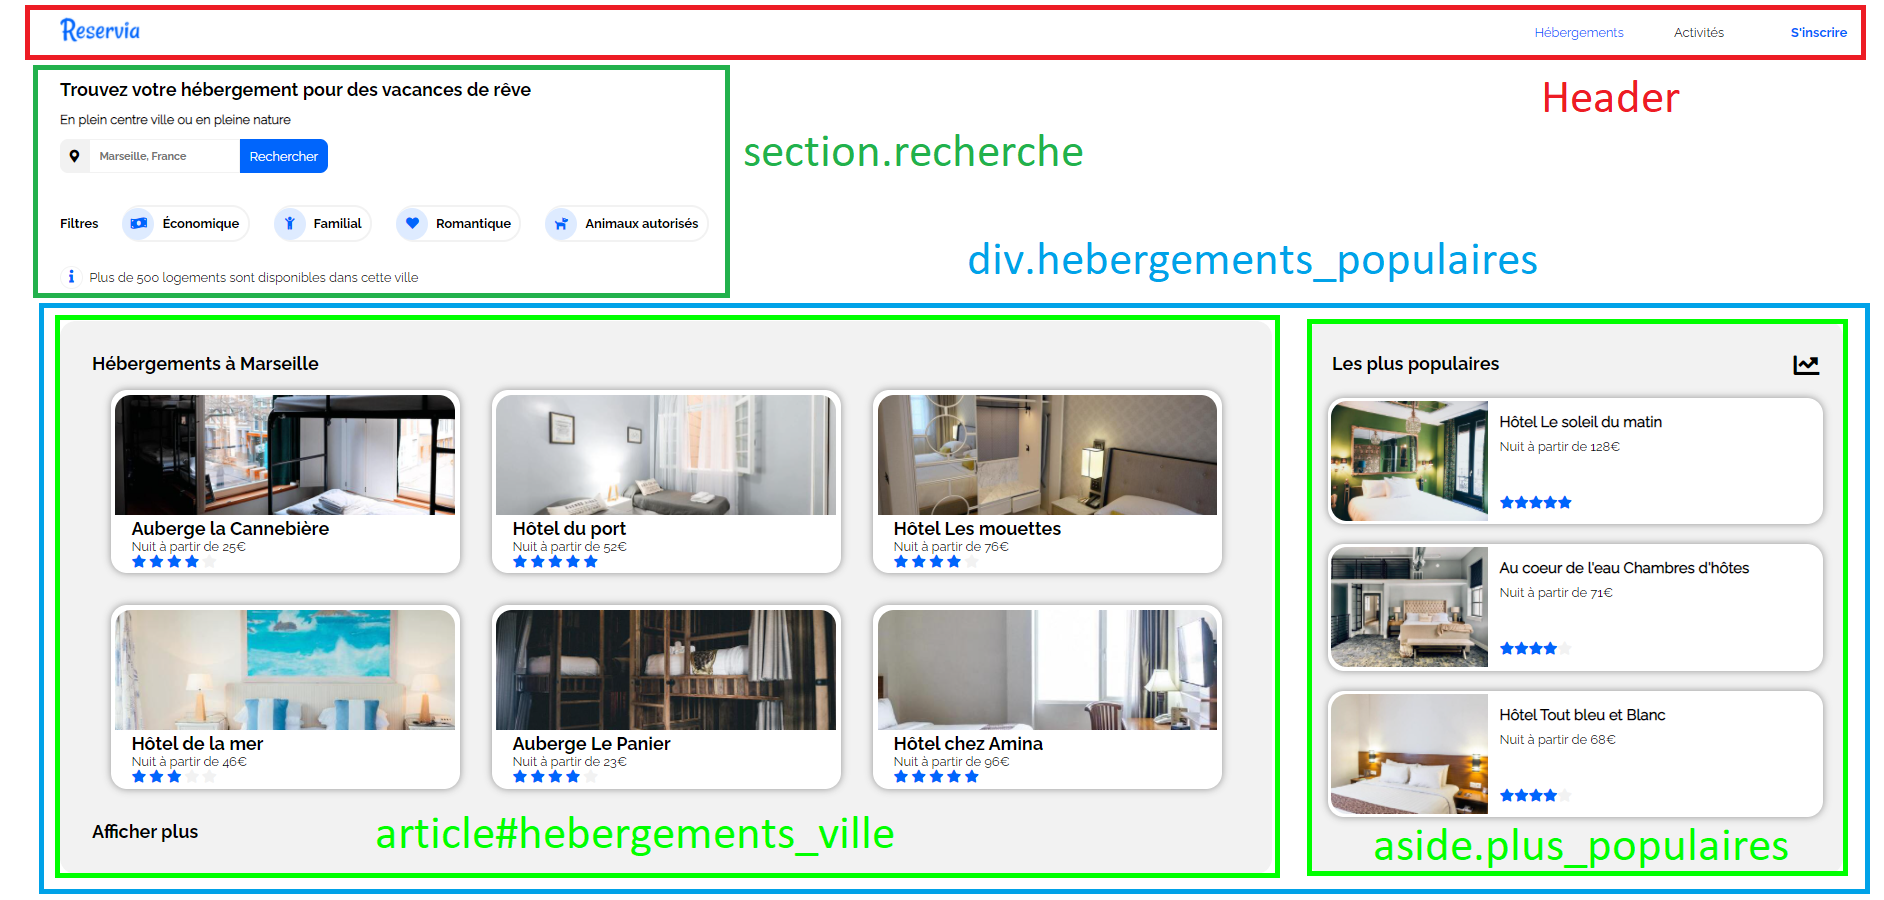 Reservia
Hébergements
Activités
S'inscrire
Header
Trouvez votre hébergement pour des vacances de rêve
En plein centre ville ou en pleine nature
Marseille, France
Rechercher
section.recherche
Filtres
Économique
Familial
Romantique
Animaux autorisés
Plus de 500 logements sont disponibles dans cette ville
div.hebergements_populaires
Hébergements à Marseille
Auberge la Cannebière
Nuit à partir de 25€
Hôtel du port
Nuit à partir de 52€
Hôtel Les mouettes
Nuit à partir de 76€
Hôtel de la mer
Nuit à partir de 46€
Auberge Le Panier
Nuit à partir de 23€
Hôtel chez Amina
Nuit à partir de 96€
Afficher plus
article#hebergements_ville
Les plus populaires
Hôtel Le soleil du matin
Nuit à partir de 128€
Au coeur de l'eau Chambres d'hôtes
Nuit à partir de 71€
Hôtel Tout bleu et Blanc
Nuit à partir de 68€
aside.plus_populaires